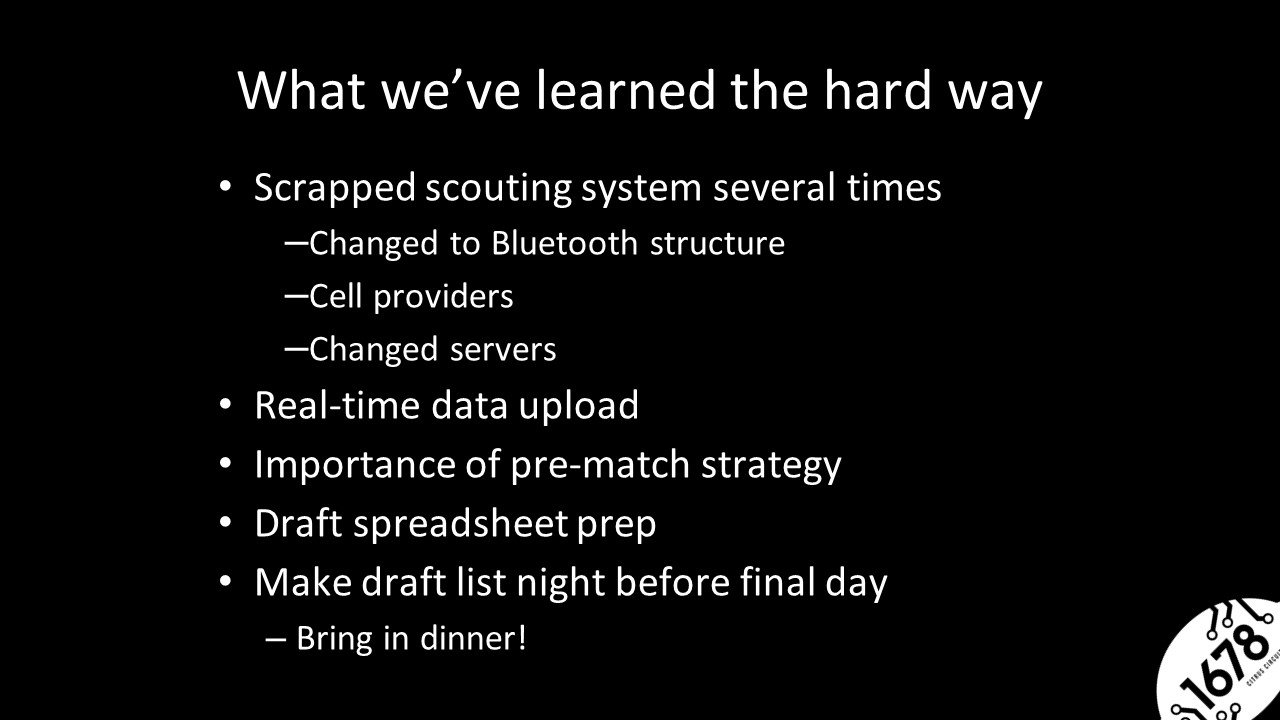 What we’ve learned the hard way
• Scrapped scouting system several times
–Changed to Bluetooth structure
–Cell providers
–Changed servers
• Real-time data upload
• Importance of pre-match strategy
• Draft spreadsheet prep
• Make draft list night before final day
– Bring in dinner!
1678